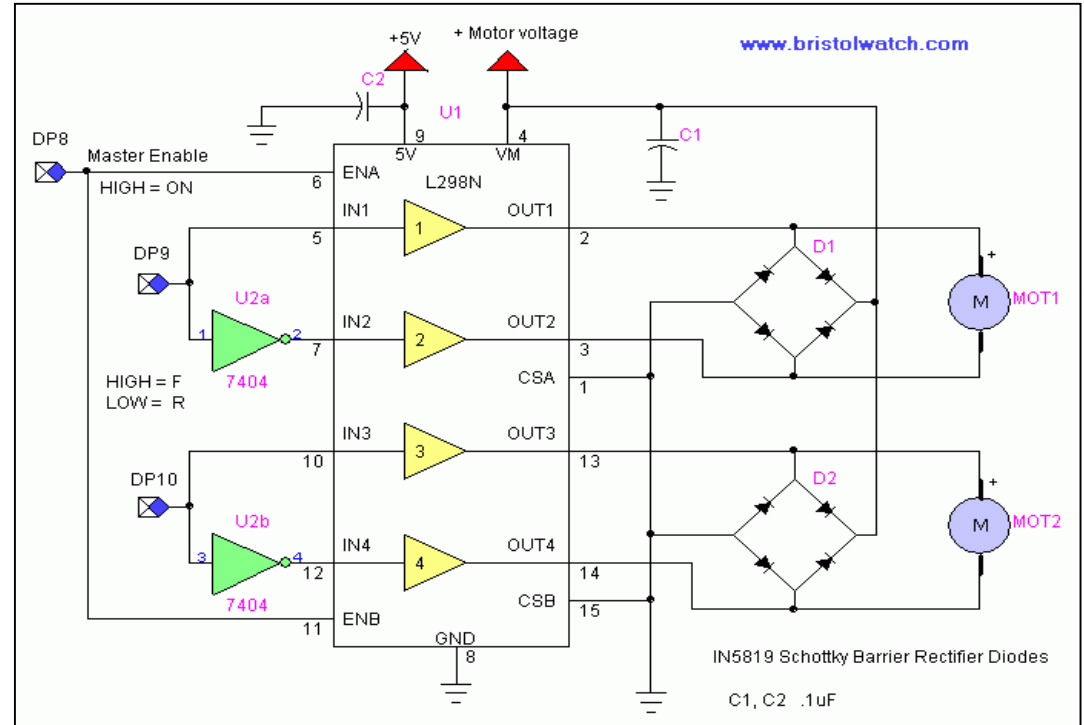 +5V
+ Motor voltage
www.bristolwatch.com
C2
U1
C1
DP8
Master Enable
HIGH = ON
9
4
5V
VM
6
ENA
L298N
IN1
OUT1
5
1
2
DP9
D1
U2a
+
M
MOT1
1
2
IN2
OUT2
7
2
3
7404
CSA
1
HIGH = F
LOW = R
IN3
OUT3
10
3
13
DP10
D2
U2b
+
M
MOT2
3
4
IN4
OUT4
12
4
14
7404
CSB
15
11
ENB
GND
8
IN5819 Schottky Barrier Rectifier Diodes
C1, C2 .1uF